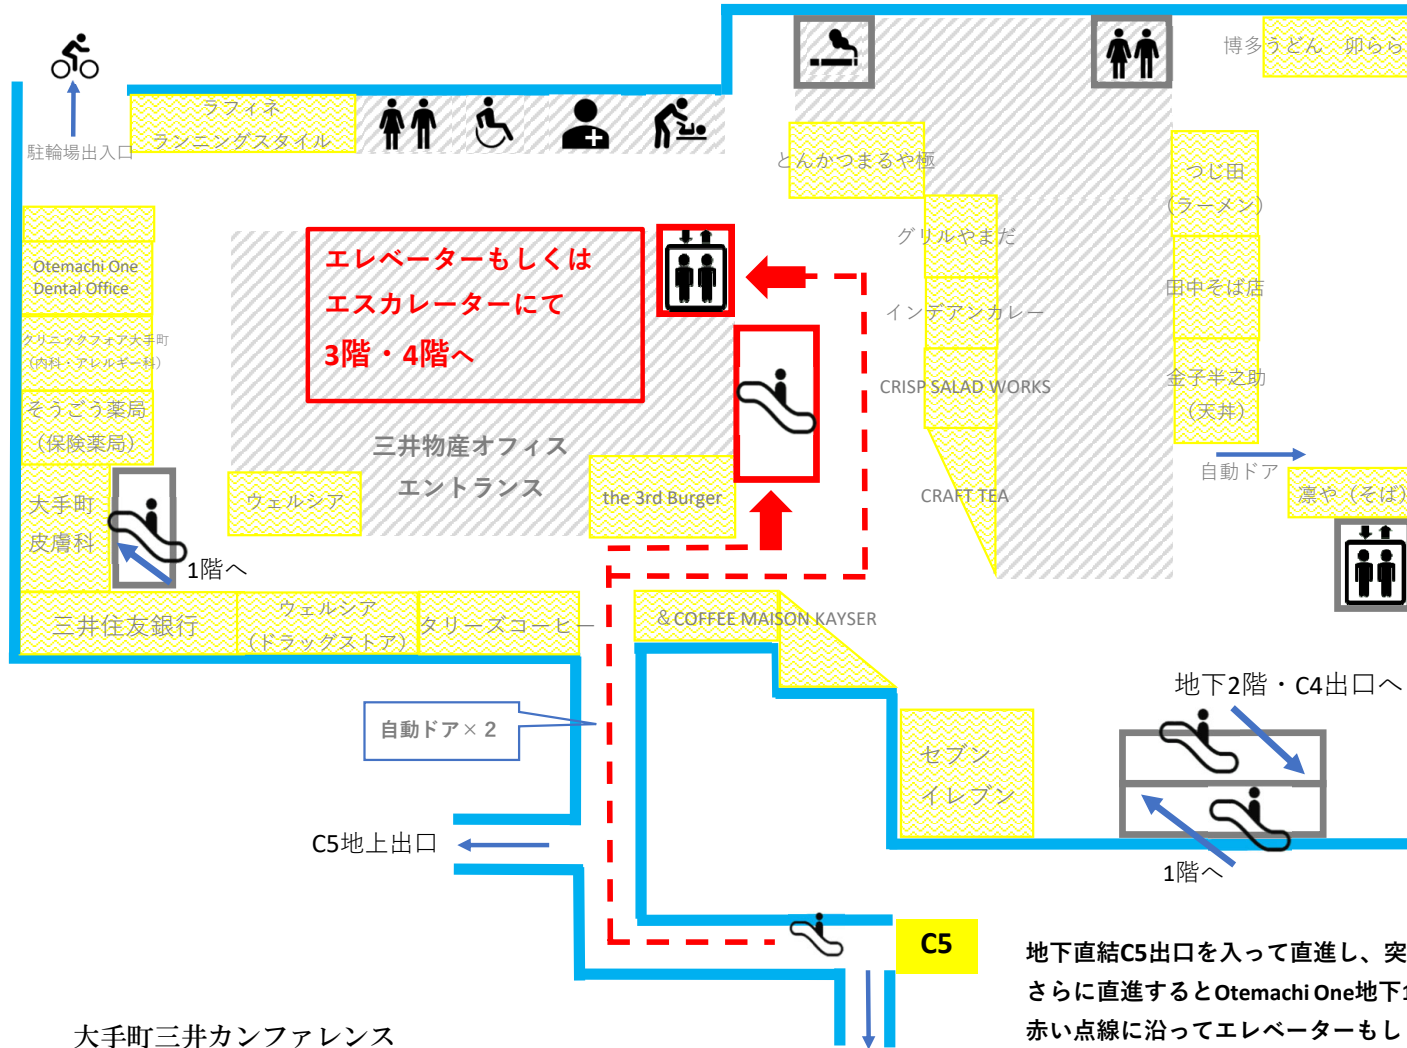 博多うどん 卯らら
ラフィネ
ランニングスタイル
駐輪場出入口
とんかつまるや極
つじ田
（ラーメン）
グリルやまだ
エレベーターもしくは
エスカレーターにて
3階・4階へ
Otemachi One
Dental Office
田中そば店
インデアンカレー
クリニックフォア大手町
（内科・アレルギー科）
CRISP SALAD WORKS
金子半之助
（天丼）
そうごう薬局
（保険薬局）
三井物産オフィス
エントランス
自動ドア
ウェルシア
the 3rd Burger
CRAFT TEA
凛や（そば）
大手町
皮膚科
1階へ
三井住友銀行
ウェルシア
（ドラッグストア）
タリーズコーヒー
＆COFFEE MAISON KAYSER
地下2階・C4出口へ
自動ドア×２
セブン
イレブン
C5地上出口
1階へ
C5
地下直結C5出口を入って直進し、突
さらに直進するとOtemachi One地下1
赤い点線に沿ってエレベーターもし
大手町三井カンファレンス